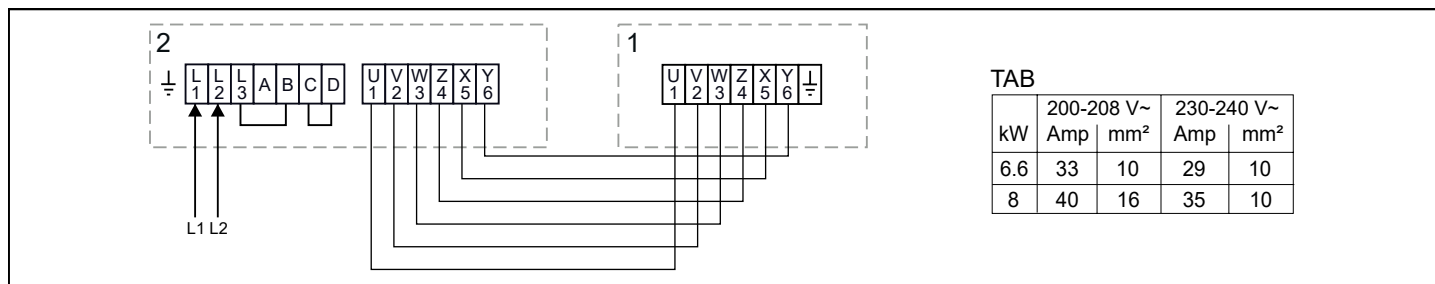 2
L1 L2 L3 A B C D
U1 V2 W3 Z4 X5 Y6
L1 L2
1
U1 V2 W3 Z4 X5 Y6
TAB
kW 200-208 V~ 230-240 V~
Amp mm² Amp mm²
6.6 33 10 29 10
8 40 16 35 10